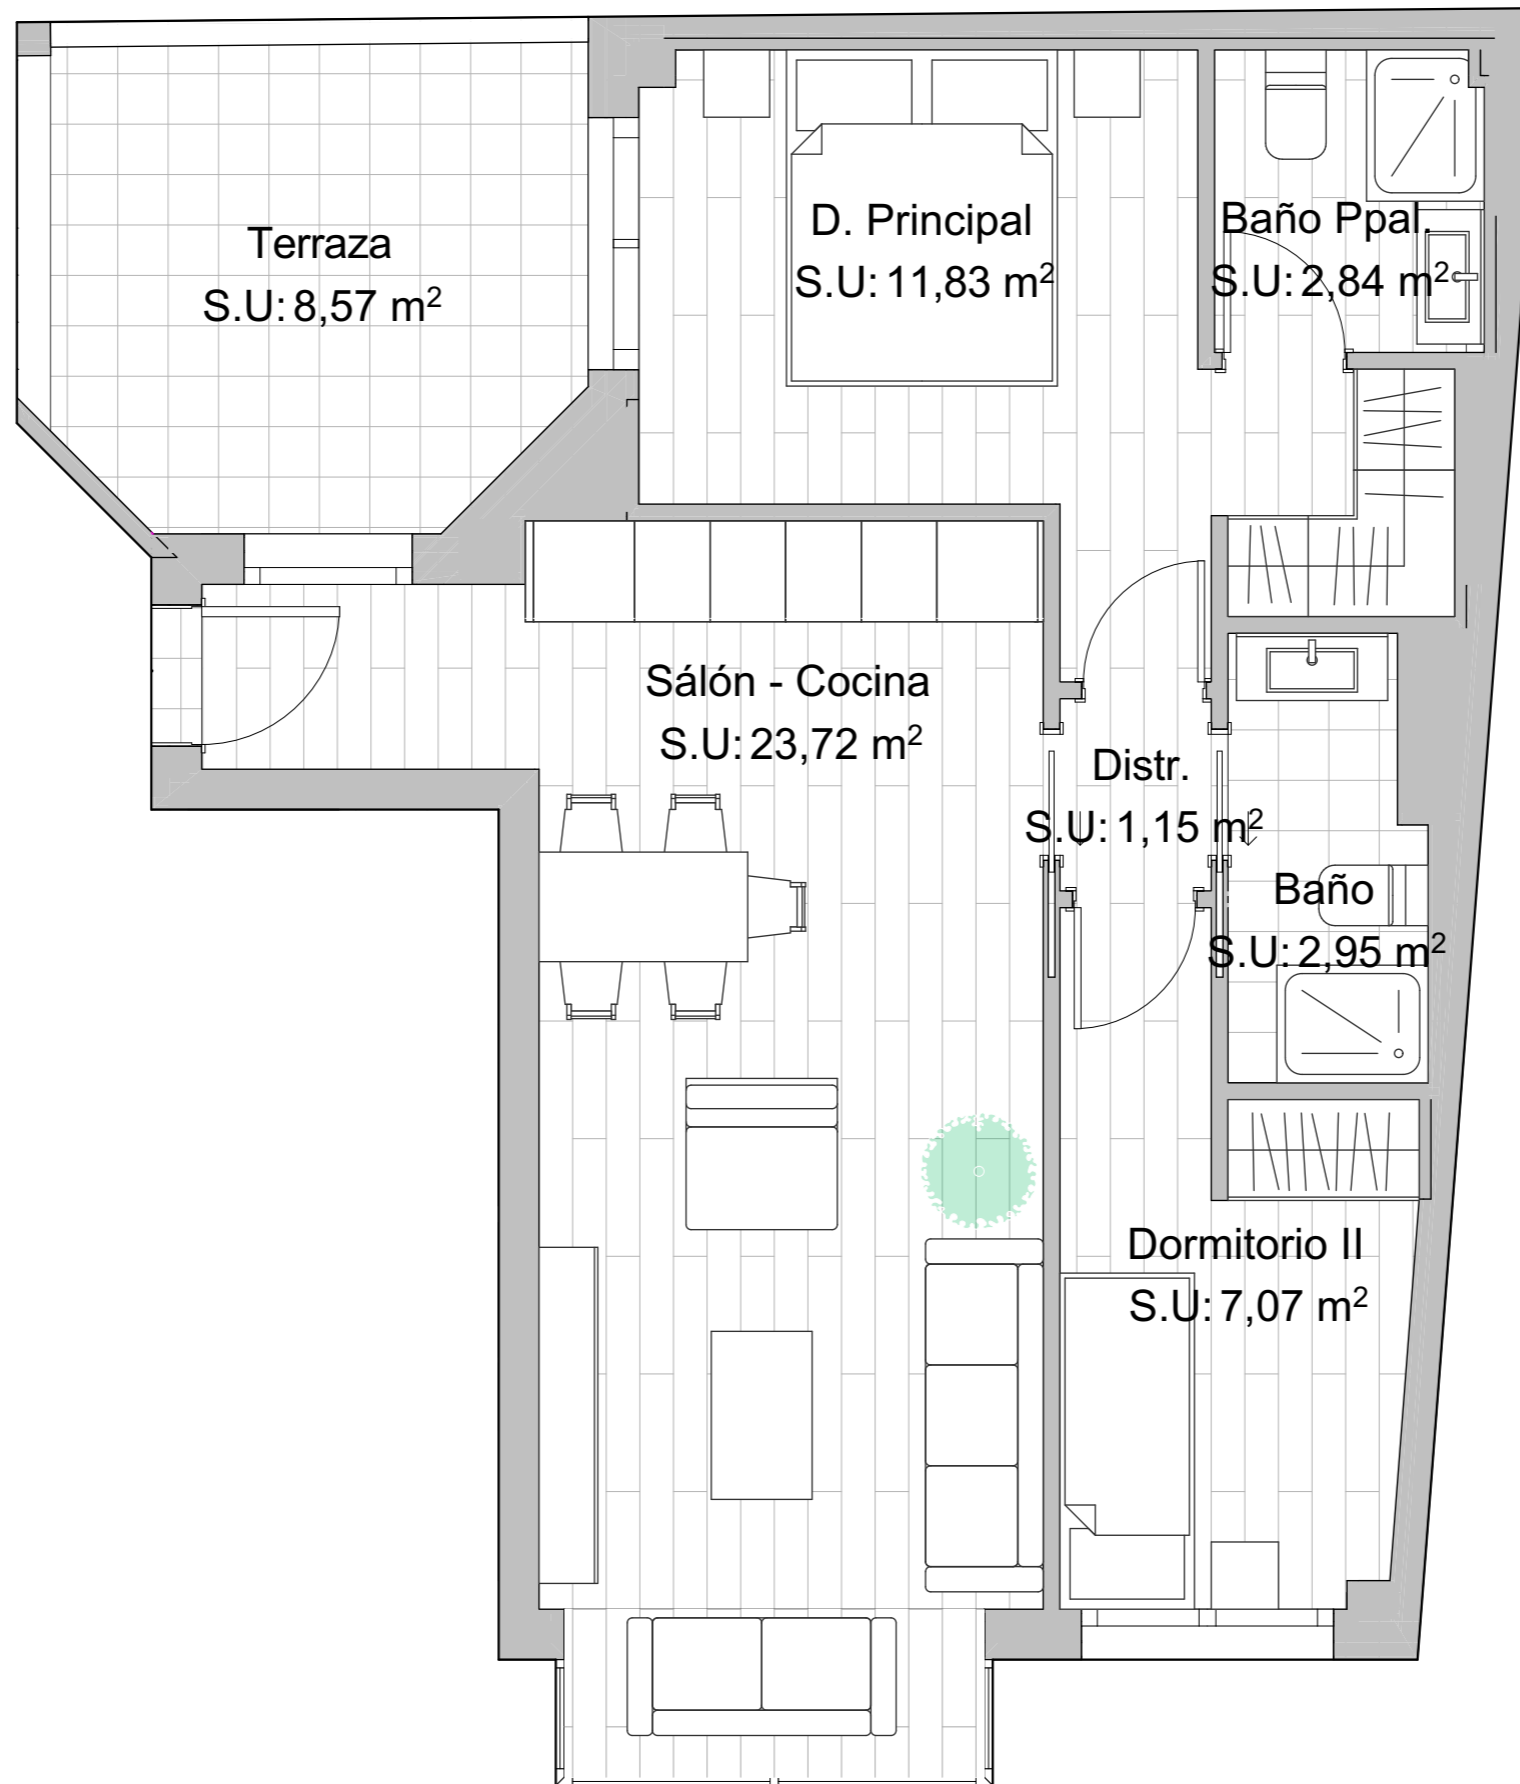 Terraza
S.U: 8,57 m²
D. Principal
S.U: 11,83 m²
Baño Ppal.
S.U: 2,84 m²
Sálón - Cocina
S.U: 23,72 m²
Distr.
S.U: 1,15 m²
Baño
S.U: 2,95 m²
Dormitorio II
S.U: 7,07 m²